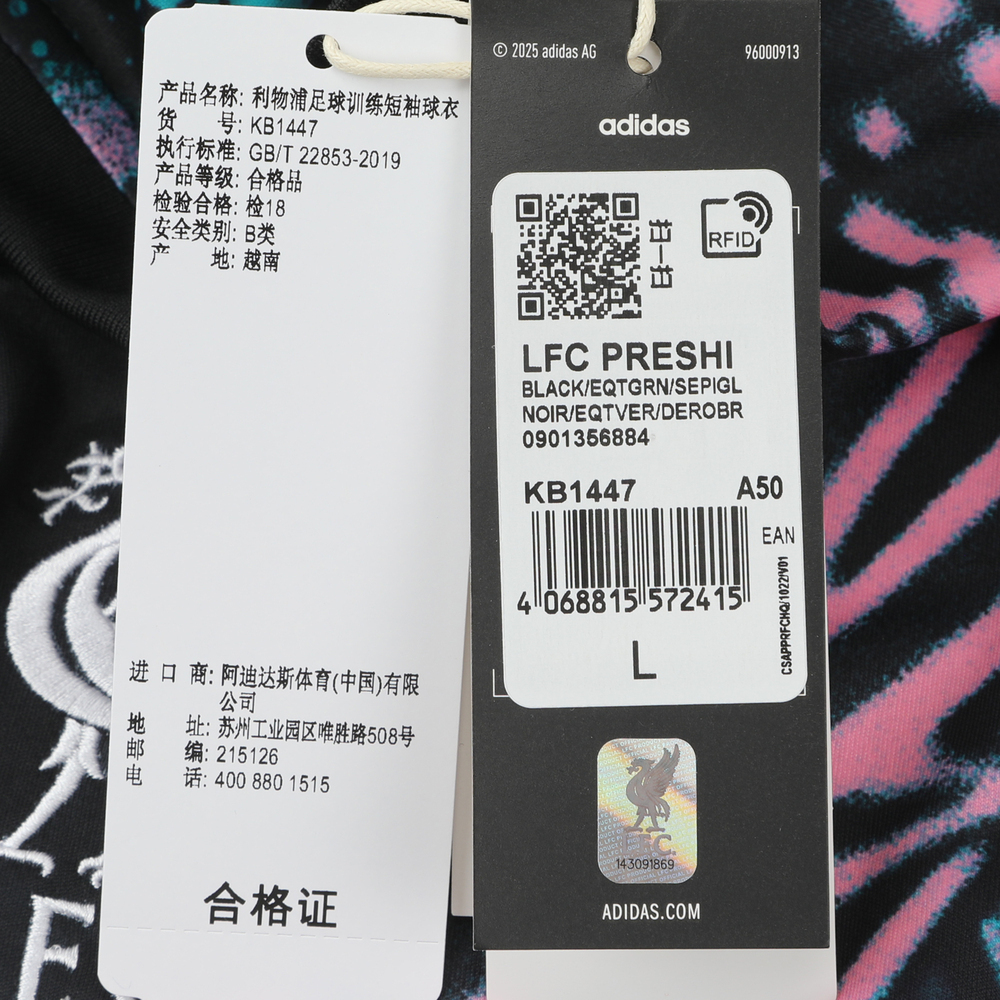 产品名称: 利物浦足球训练短袖球衣
货 号: KB1447
执行标准: GB/T 22853-2019
产品等级: 合格品
检验合格: 检18
安全类别: B类
产 地: 越南
进 口 商: 阿迪达斯体育(中国)有限
公司
地 址: 苏州工业园区唯胜路508号
邮 编: 215126
电 话: 400 880 1515
合格证
© 2025 adidas AG
96000913
adidas
扫一扫
RFID
LFC PRESHI
BLACK/EQTGRN/SEPIGL
NOIR/EQTVER/DEROBR
0901356884
KB1447 A50
EAN
4 068815 572415
CSAPPRFCHQ/1022/V01
L
L.F.C.
143091869
ADIDAS.COM